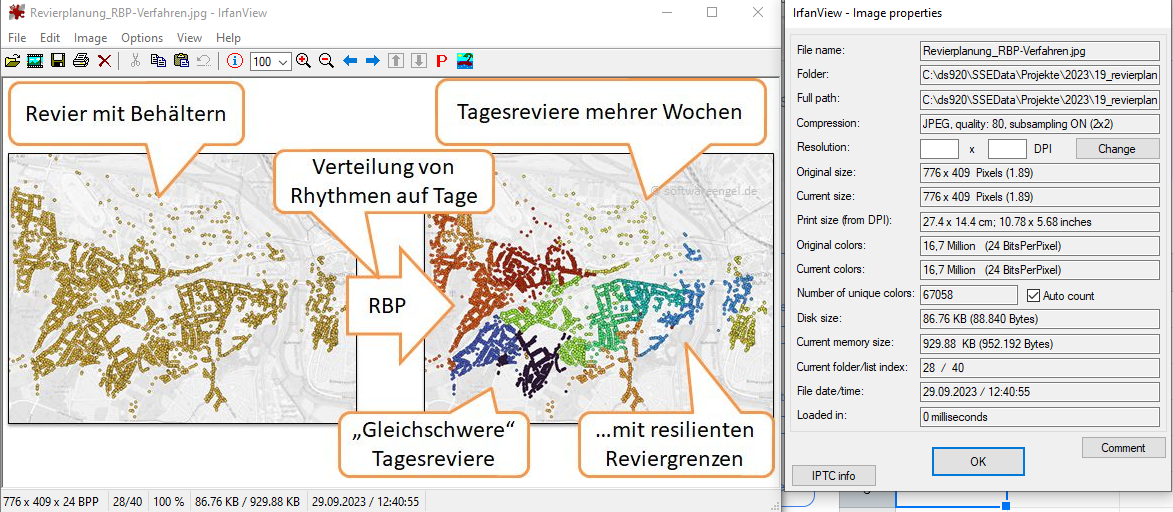 Revierplanung_RBP-Verfahren.jpg - IrfanView
File Edit Image Options View Help
100
P
Revier mit Behältern
Tagesreviere mehrer Wochen
Verteilung von
Rhythmen auf Tage
© softwareengel.de
RBP
„Gleichschwere“
Tagesreviere
...mit resilienten
Reviergrenzen
776 x 409 x 24 BPP 28/40 100 % 86.76 KB / 929.88 KB 29.09.2023 / 12:40:55
IrfanView - Image properties
File name: Revierplanung_RBP-Verfahren.jpg
Folder: C:\ds920\SSEData\Projekte\2023\19_revierplan
Full path: C:\ds920\SSEData\Projekte\2023\19_revierplan
Compression: JPEG, quality: 80, subsampling ON (2x2)
Resolution: x DPI Change
Original size: 776 x 409 Pixels (1.89)
Current size: 776 x 409 Pixels (1.89)
Print size (from DPI): 27.4 x 14.4 cm; 10.78 x 5.68 inches
Original colors: 16,7 Million (24 BitsPerPixel)
Current colors: 16,7 Million (24 BitsPerPixel)
Number of unique colors: 67058 Auto count
Disk size: 86.76 KB (88.840 Bytes)
Current memory size: 929.88 KB (952.192 Bytes)
Current folder/list index: 28 / 40
File date/time: 29.09.2023 / 12:40:55
Loaded in: 0 milliseconds
OK
Comment
IPTC info